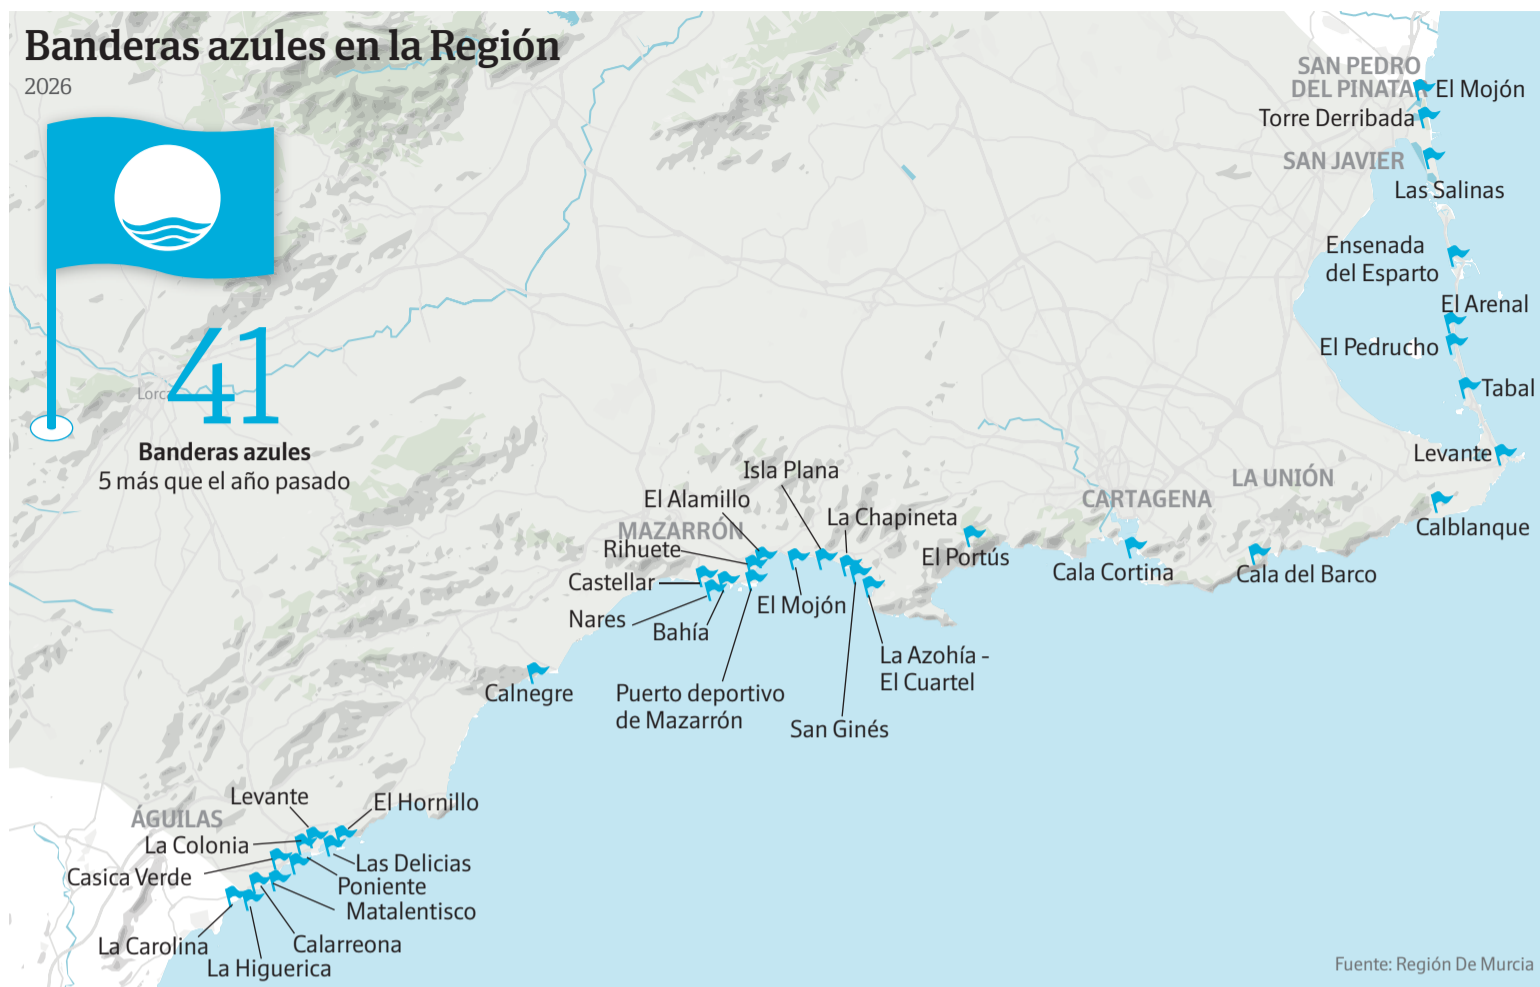 Banderas azules en la Región
2026
SAN PEDRO
DEL PINATAR
El Mojón
Torre Derribada
SAN JAVIER
Las Salinas
Ensenada
del Esparto
El Arenal
El Pedrucho
Tabal
Levante
LA UNIÓN
CARTAGENA
Calblanque
Lorca
41
Banderas azules
5 más que el año pasado
Isla Plana
El Alamillo
La Chapineta
MAZARRÓN
Rihuete
El Portús
Castellar
Cala Cortina
Cala del Barco
Nares
Bahía
El Mojón
La Azohía -
El Cuartel
Calnegre
Puerto deportivo
de Mazarrón
San Ginés
Levante
El Hornillo
ÁGUILAS
La Colonia
Las Delicias
Casica Verde
Poniente
Matalentisco
La Carolina
Calarreona
La Higuerica
Fuente: Región De Murcia